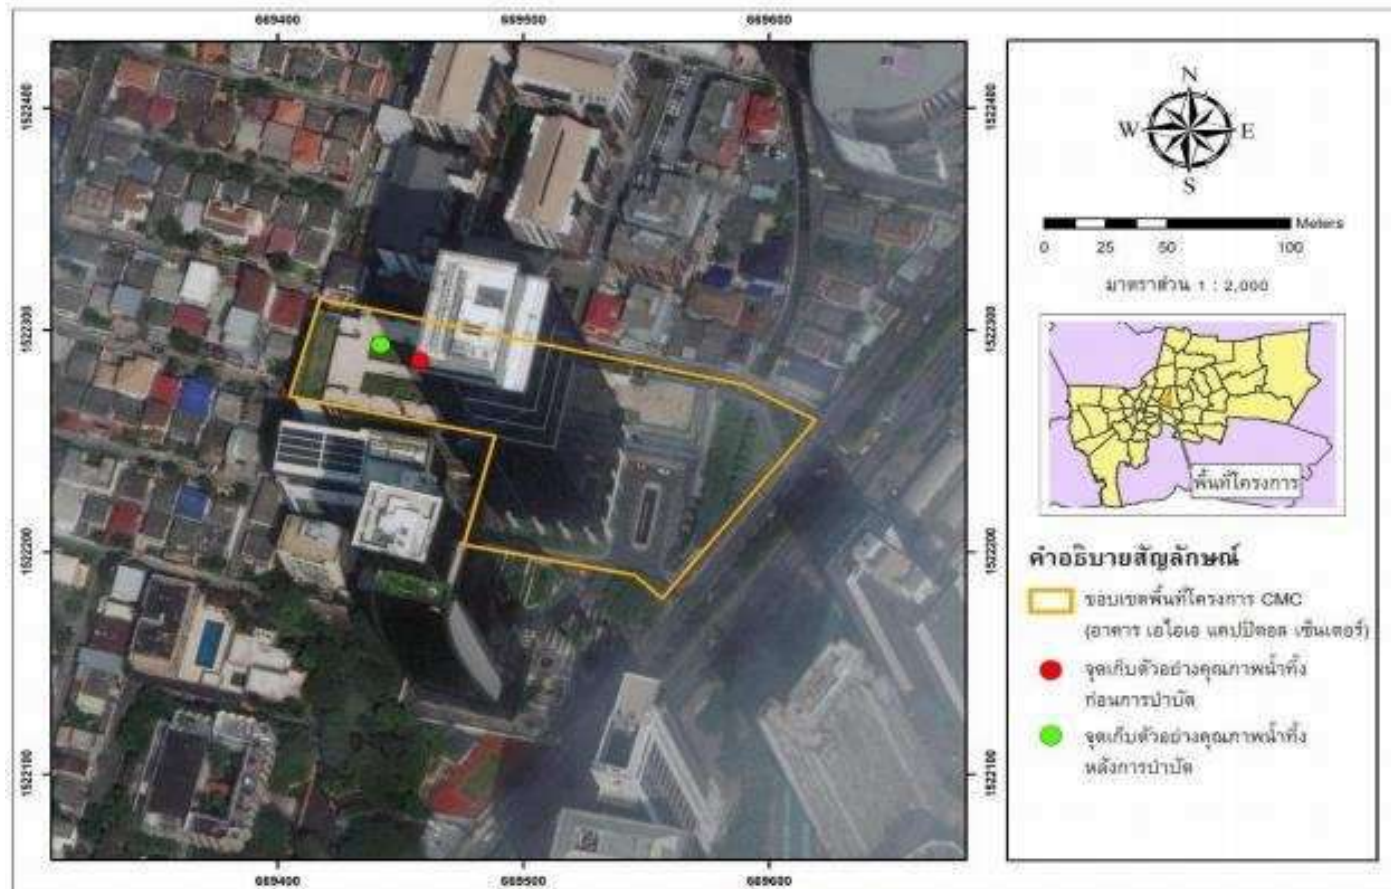 669400 669500 669600
1522400 1522400
1522300 1522300
1522200 1522200
1522100 1522100
669400 669500 669600
N
W E
S
Meters
0 25 50 100
มาตราส่วน 1 : 2,000
พื้นที่โครงการ
คำอธิบายสัญลักษณ์
ขอบเขตพื้นที่โครงการ CMC
(อาคาร เอไอเอ แคปปิตอล เซ็นเตอร์)
จุดเก็บตัวอย่างคุณภาพน้ำทิ้ง
ก่อนการบำบัด
จุดเก็บตัวอย่างคุณภาพน้ำทิ้ง
หลังการบำบัด